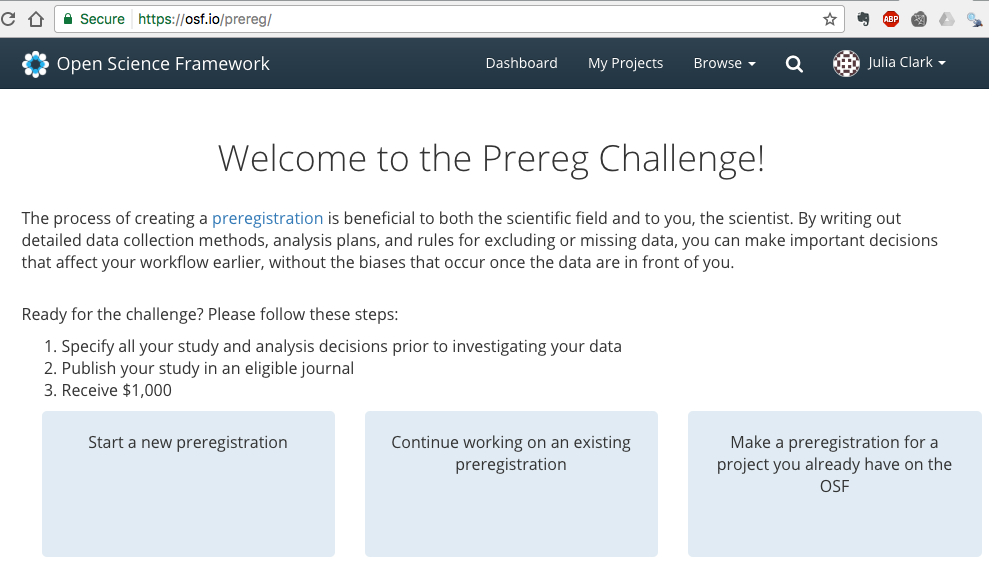 Secure https://osf.io/prereg/ ABP
Open Science Framework Dashboard My Projects Browse Julia Clark
Welcome to the Prereg Challenge!
The process of creating a preregistration is beneficial to both the scientific field and to you, the scientist. By writing out
detailed data collection methods, analysis plans, and rules for excluding or missing data, you can make important decisions
that affect your workflow earlier, without the biases that occur once the data are in front of you.
Ready for the challenge? Please follow these steps:
1. Specify all your study and analysis decisions prior to investigating your data
2. Publish your study in an eligible journal
3. Receive $1,000
Start a new preregistration
Continue working on an existing
preregistration
Make a preregistration for a
project you already have on the
OSF